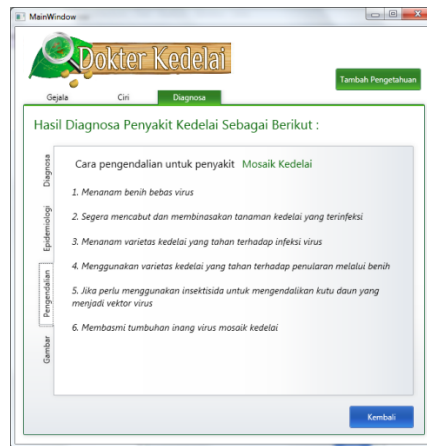 MainWindow
Dokter Kedelai
Tambah Pengetahuan
Gejala
Ciri
Diagnosa
Hasil Diagnosa Penyakit Kedelai Sebagai Berikut :
Diagnosa
Epidemiologi
Pengendalian
Gambar
Cara pengendalian untuk penyakit Mosaik Kedelai
1. Menanam benih bebas virus
2. Segera mencabut dan membinasakan tanaman kedelai yang terinfeksi
3. Menanam varietas kedelai yang tahan terhadap infeksi virus
4. Menggunakan varietas kedelai yang tahan terhadap penularan melalui benih
5. Jika perlu menggunakan insektisida untuk mengendalikan kutu daun yang
menjadi vektor virus
6. Membasmi tumbuhan inang virus mosaik kedelai
Kembali